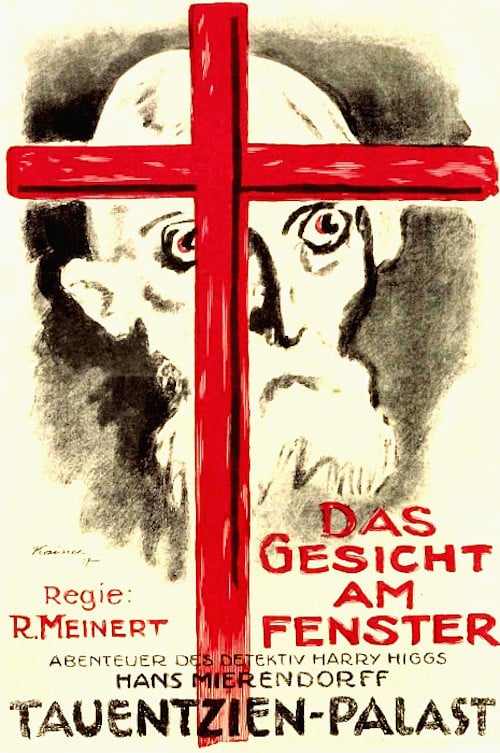 DAS
GESICHT
AM
FENSTER
Regie:
R. MEINERT
ABENTEUER DES DETEKTIV HARRY HIGGS
HANS MIERENDORFF
TAUENTZIEN-PALAST